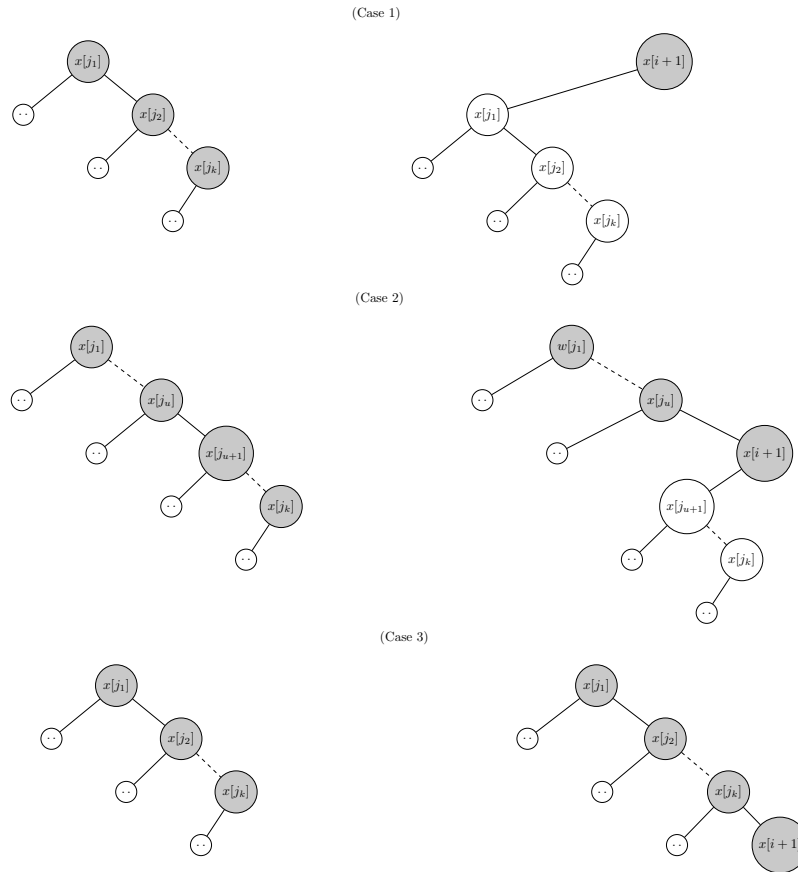 (Case 1)
x[j₁] x[i + 1]
x[j₁]
·· x[j₂]
·· x[j₂]
·· x[jₖ]
·· x[jₖ]
··
··
(Case 2)
x[j₁] w[j₁]
·· x[jᵤ] ·· x[jᵤ]
·· x[jᵤ₊₁] ·· x[i + 1]
·· x[jₖ] x[jᵤ₊₁]
·· ·· x[jₖ]
··
(Case 3)
x[j₁] x[j₁]
·· x[j₂] ·· x[j₂]
·· x[jₖ] ·· x[jₖ]
·· ·· x[i + 1]